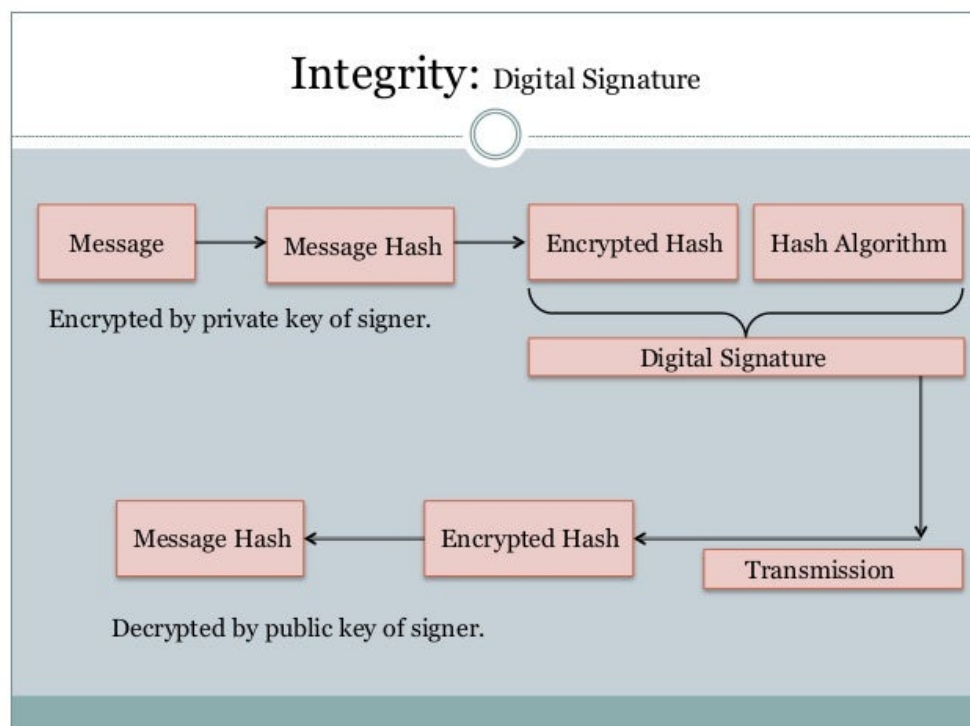 Integrity: Digital Signature
Message
Message Hash
Encrypted Hash
Hash Algorithm
Encrypted by private key of signer.
Digital Signature
Message Hash
Encrypted Hash
Transmission
Decrypted by public key of signer.